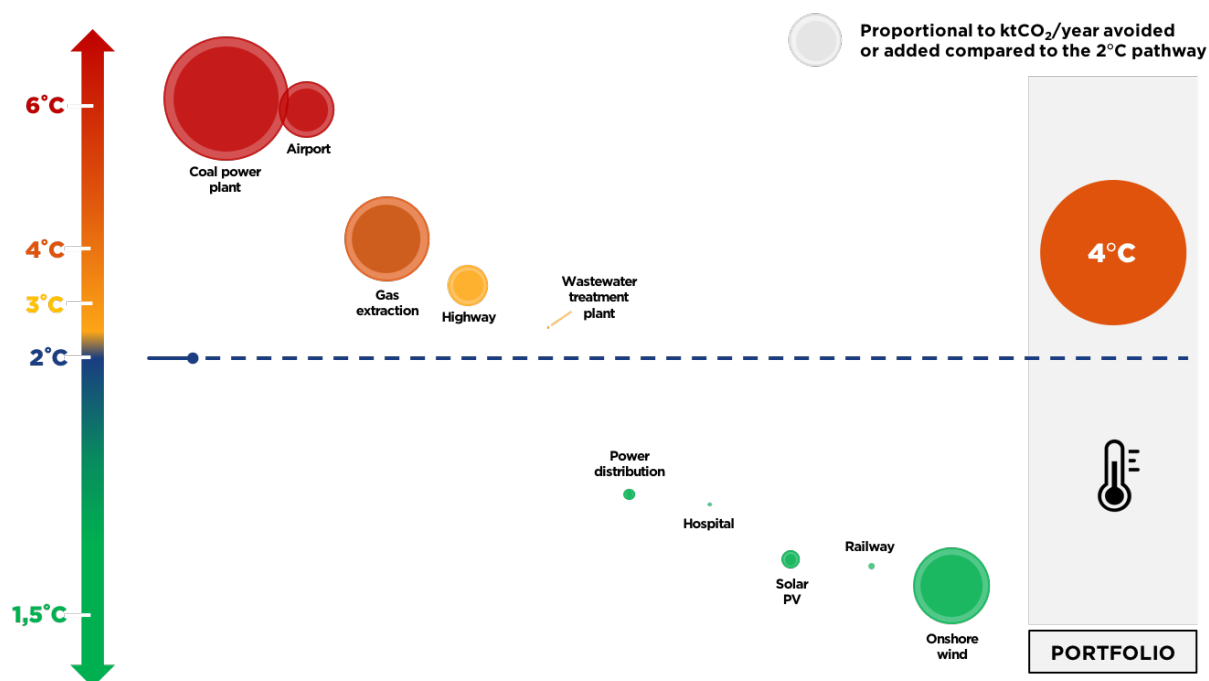 Proportional to ktCO₂/year avoided
or added compared to the 2°C pathway
6°C
Airport
Coal power
plant
4°C
4°C
3°C
Gas
extraction
Highway
Wastewater
treatment
plant
2°C
Power
distribution
Hospital
Railway
Solar
PV
1,5°C
Onshore
wind
PORTFOLIO